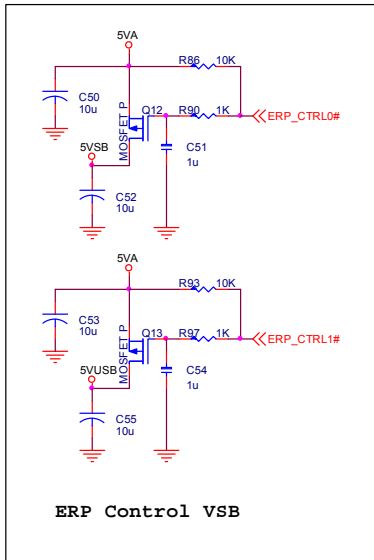 5VA
R86 10K
C50
10u
Q12
R90 1K
ERP_CTRL0#
MOSFET P
5VSB
C51
1u
C52
10u
5VA
R93 10K
C53
10u
Q13
R97 1K
ERP_CTRL1#
MOSFET P
5VUSB
C54
1u
C55
10u
ERP Control VSB